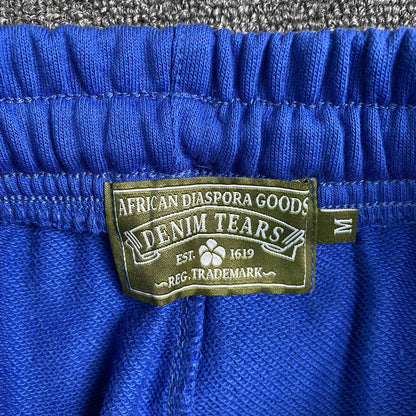 AFRICAN DIASPORA GOODS
DENIM TEARS
EST. 1619
REG. TRADEMARK
M